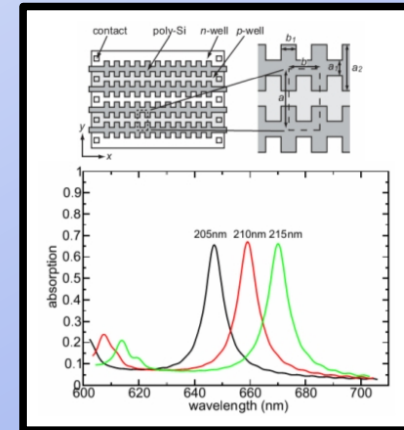 contact poly-Si n-well p-well
b₁
b a₁ a₂
a
y
x
1
0.9
0.8
0.7
0.6
0.5
0.4
0.3
0.2
0.1
0
absorption
205nm 210nm 215nm
600 620 640 660 680 700
wavelength (nm)